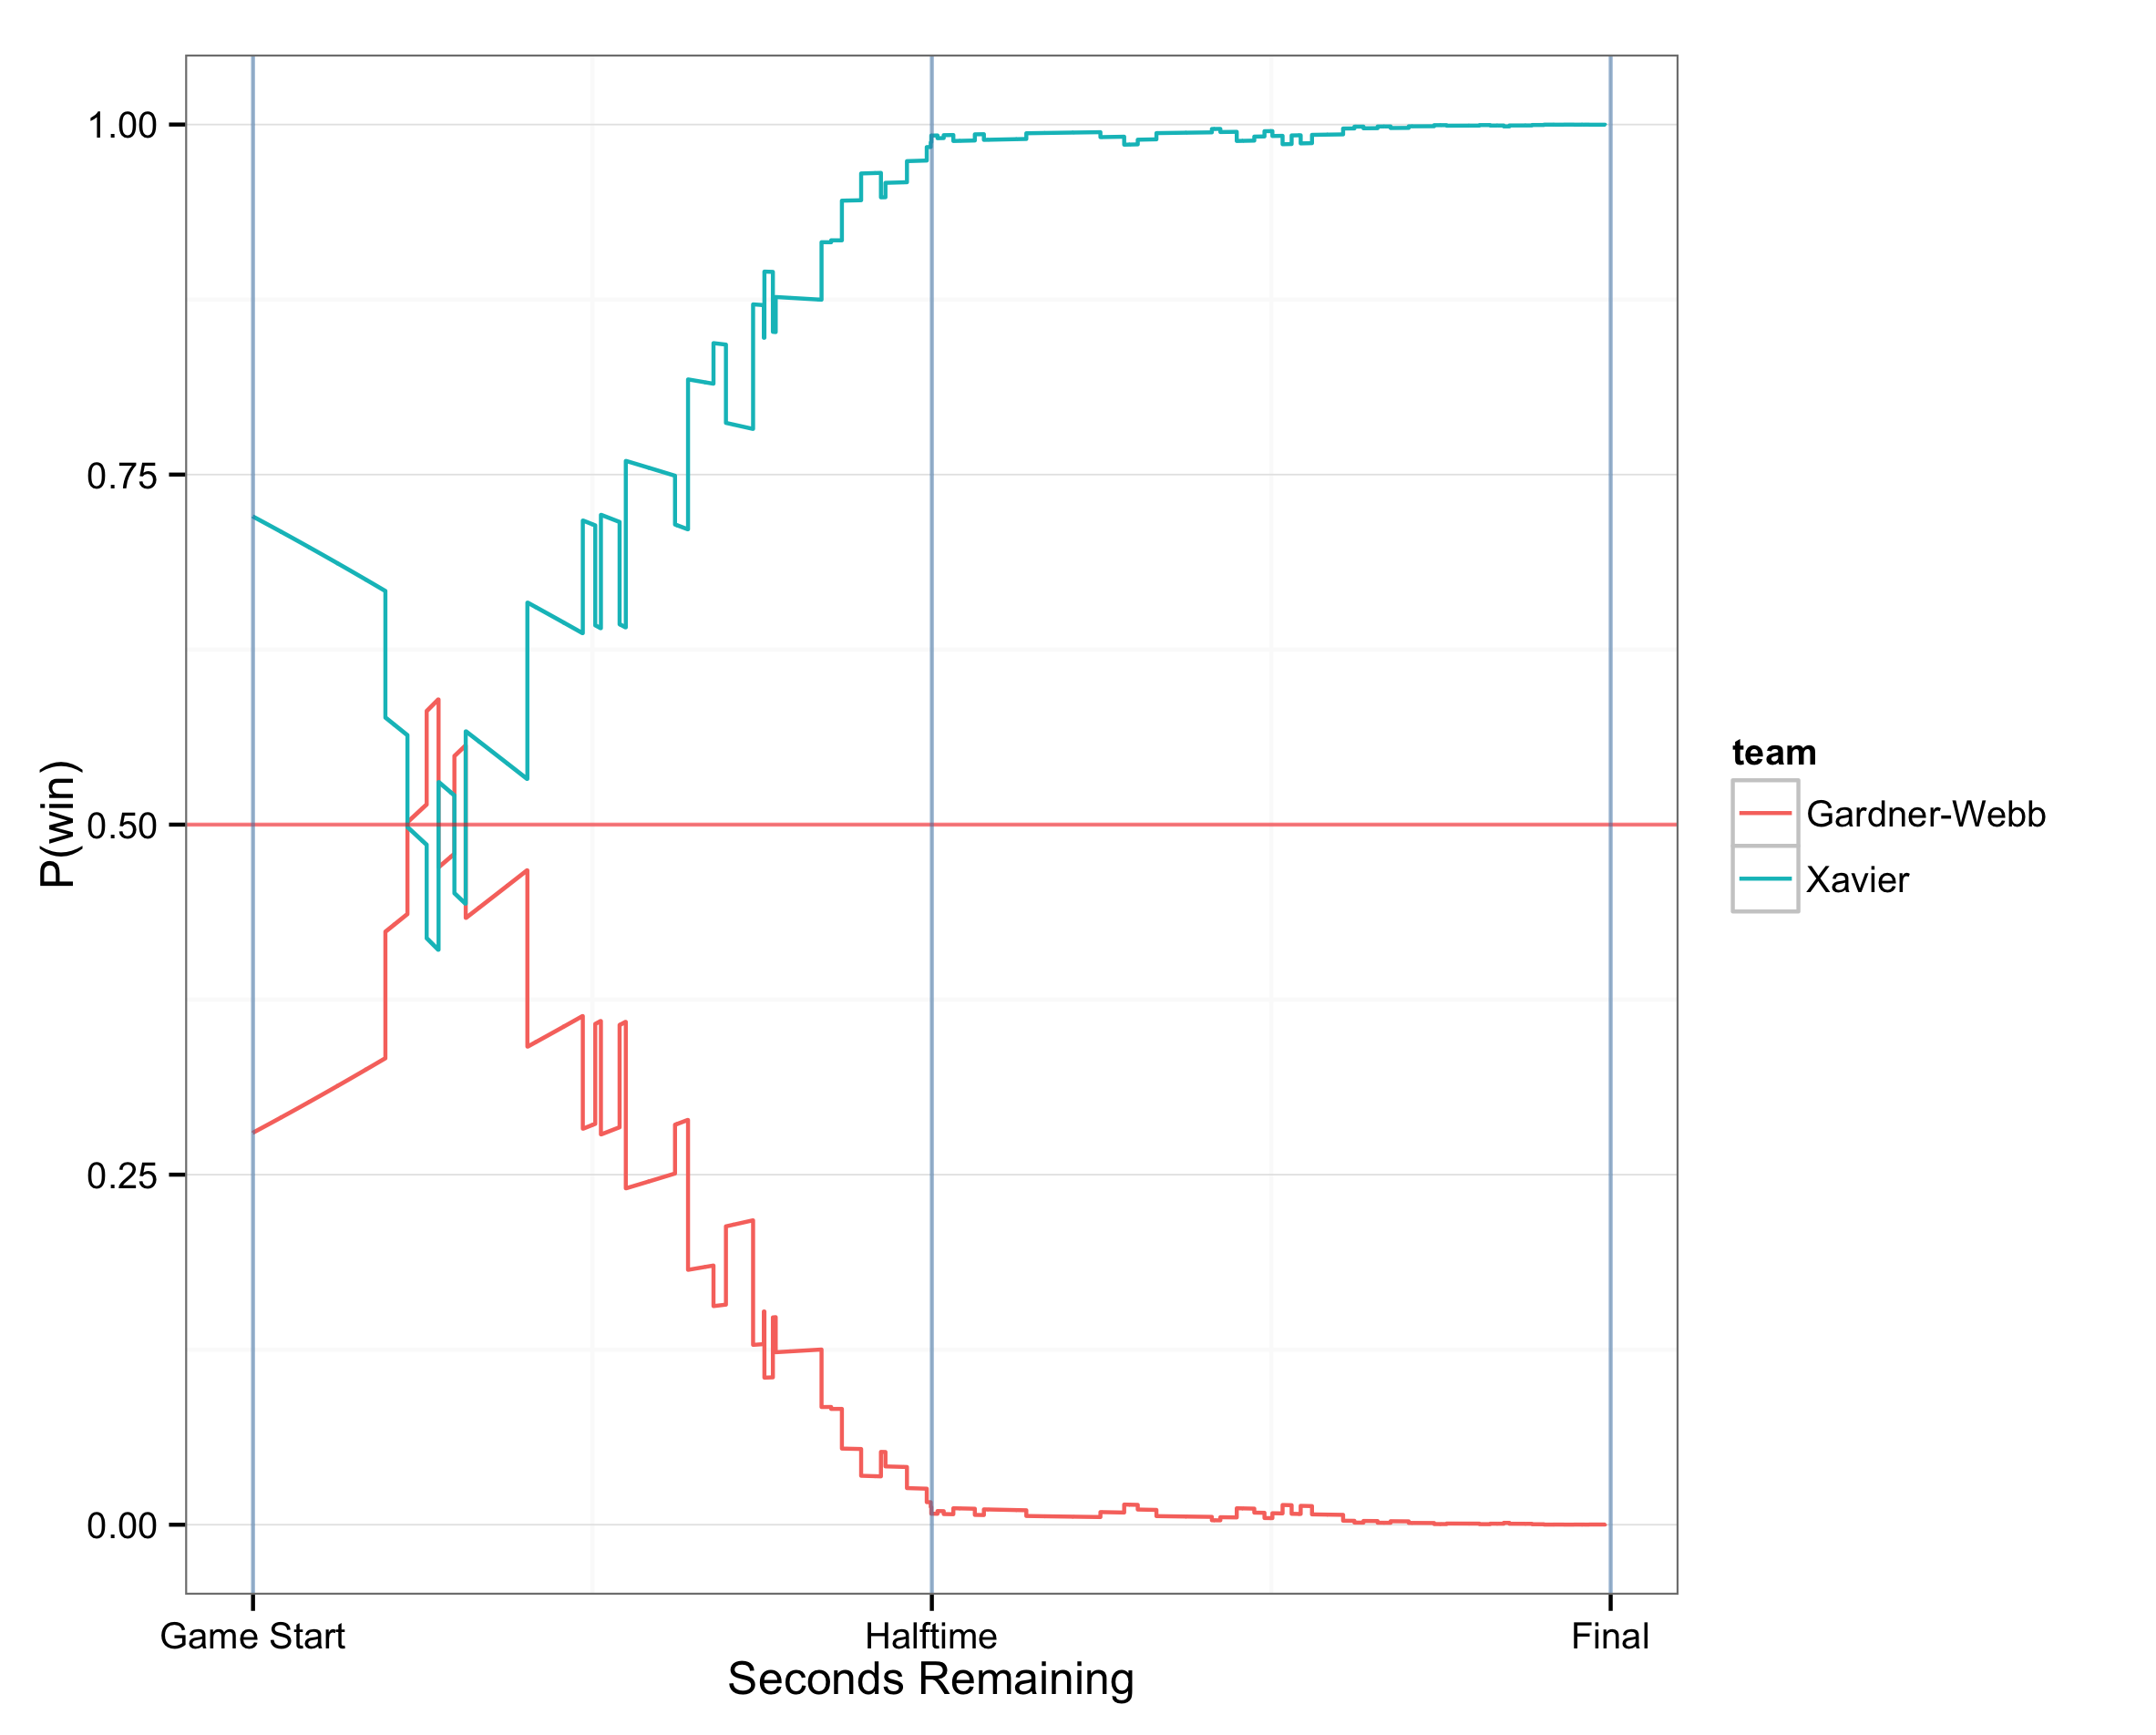 1.00
0.75
0.50
0.25
0.00
P(win)
Game Start
Halftime
Final
Seconds Remaining
team
Gardner-Webb
Xavier